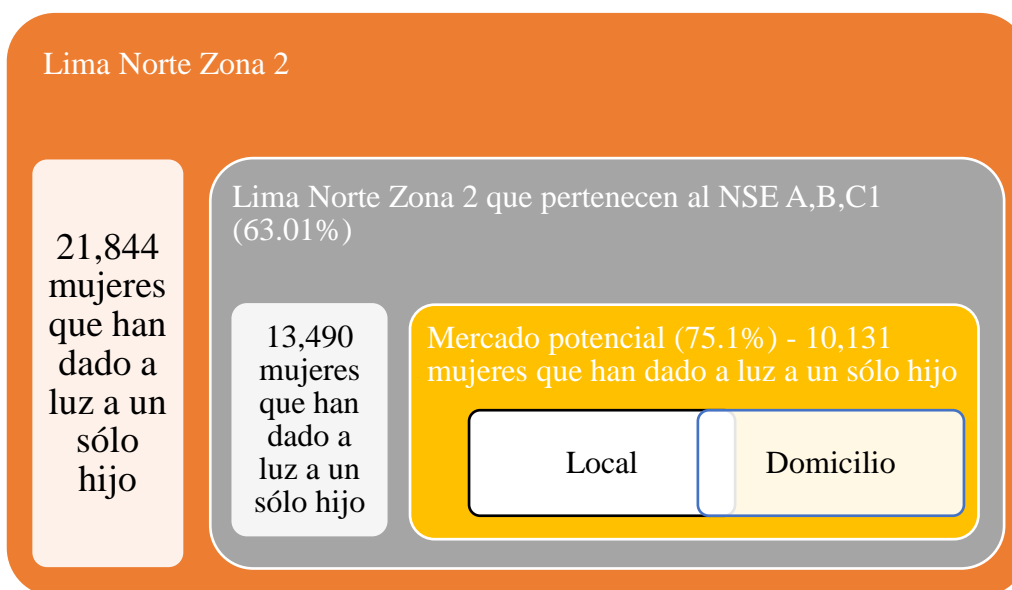 Lima Norte Zona 2
21,844
mujeres
que han
dado a
luz a un
sólo
hijo
Lima Norte Zona 2 que pertenecen al NSE A,B,C1
(63.01%)
13,490
mujeres
que han
dado a
luz a un
sólo hijo
Mercado potencial (75.1%) - 10,131
mujeres que han dado a luz a un sólo hijo
Local
Domicilio